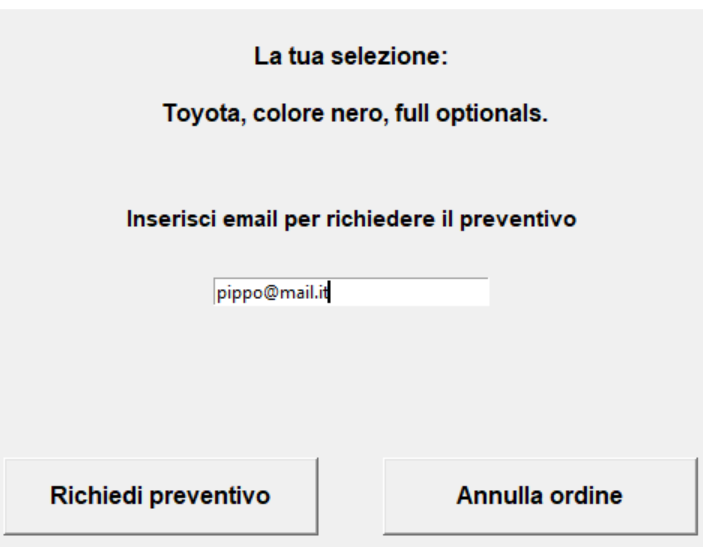 La tua selezione:
Toyota, colore nero, full optionals.
Inserisci email per richiedere il preventivo
pippo@mail.it
Richiedi preventivo
Annulla ordine